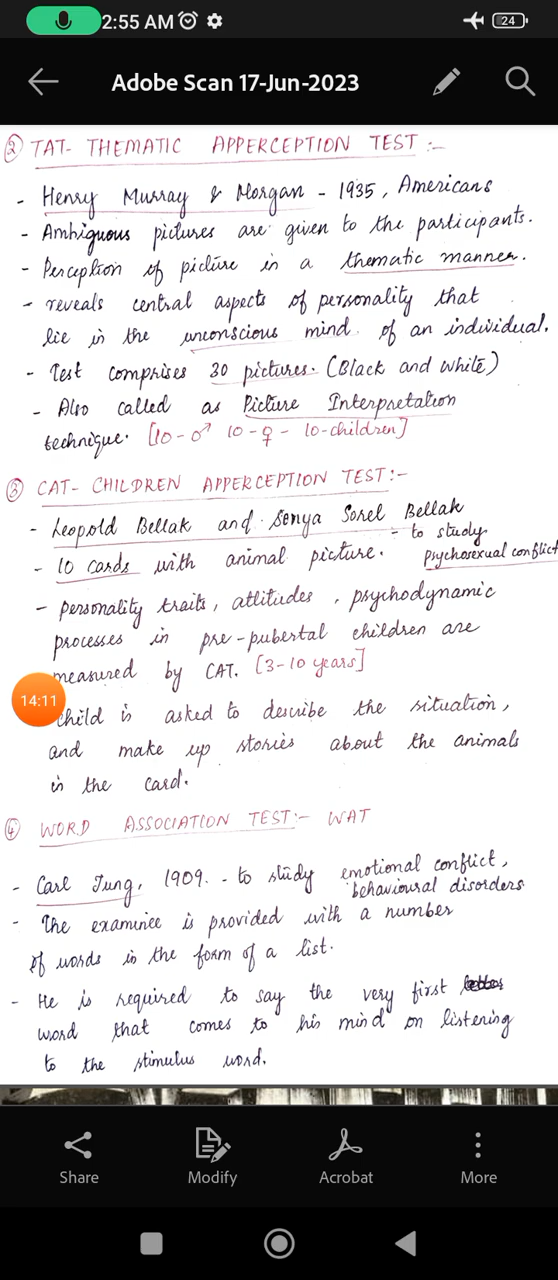 2:55 AM
24
Adobe Scan 17-Jun-2023
② TAT- THEMATIC APPERCEPTION TEST :-
- Henry Murray & Morgan - 1935, Americans
- Ambiguous pictures are given to the participants.
- Perception of picture in a thematic manner.
- reveals central aspects of personality that
lie in the unconscious mind of an individual.
- Test comprises 30 pictures. (Black and White)
- Also called as Picture Interpretation
technique. [10-♂ 10-♀ - 10-children]
③ CAT- CHILDREN APPERCEPTION TEST:-
- Leopold Bellak and Sonya Sorel Bellak
- to study
- 10 cards with animal picture. psychosexual conflict
- personality traits, attitudes, psychodynamic
processes in pre-pubertal children are
measured by CAT. [3-10 years]
14:11
child is asked to describe the situation,
and make up stories about the animals
in the card.
④ WORD ASSOCIATION TEST:- WAT
- Carl Jung, 1909. - to study emotional conflict,
behavioural disorders
- The examinee is provided with a number
of words in the form of a list.
- He is required to say the very first
word that comes to his mind on listening
to the stimulus word.
Share
Modify
Acrobat
More